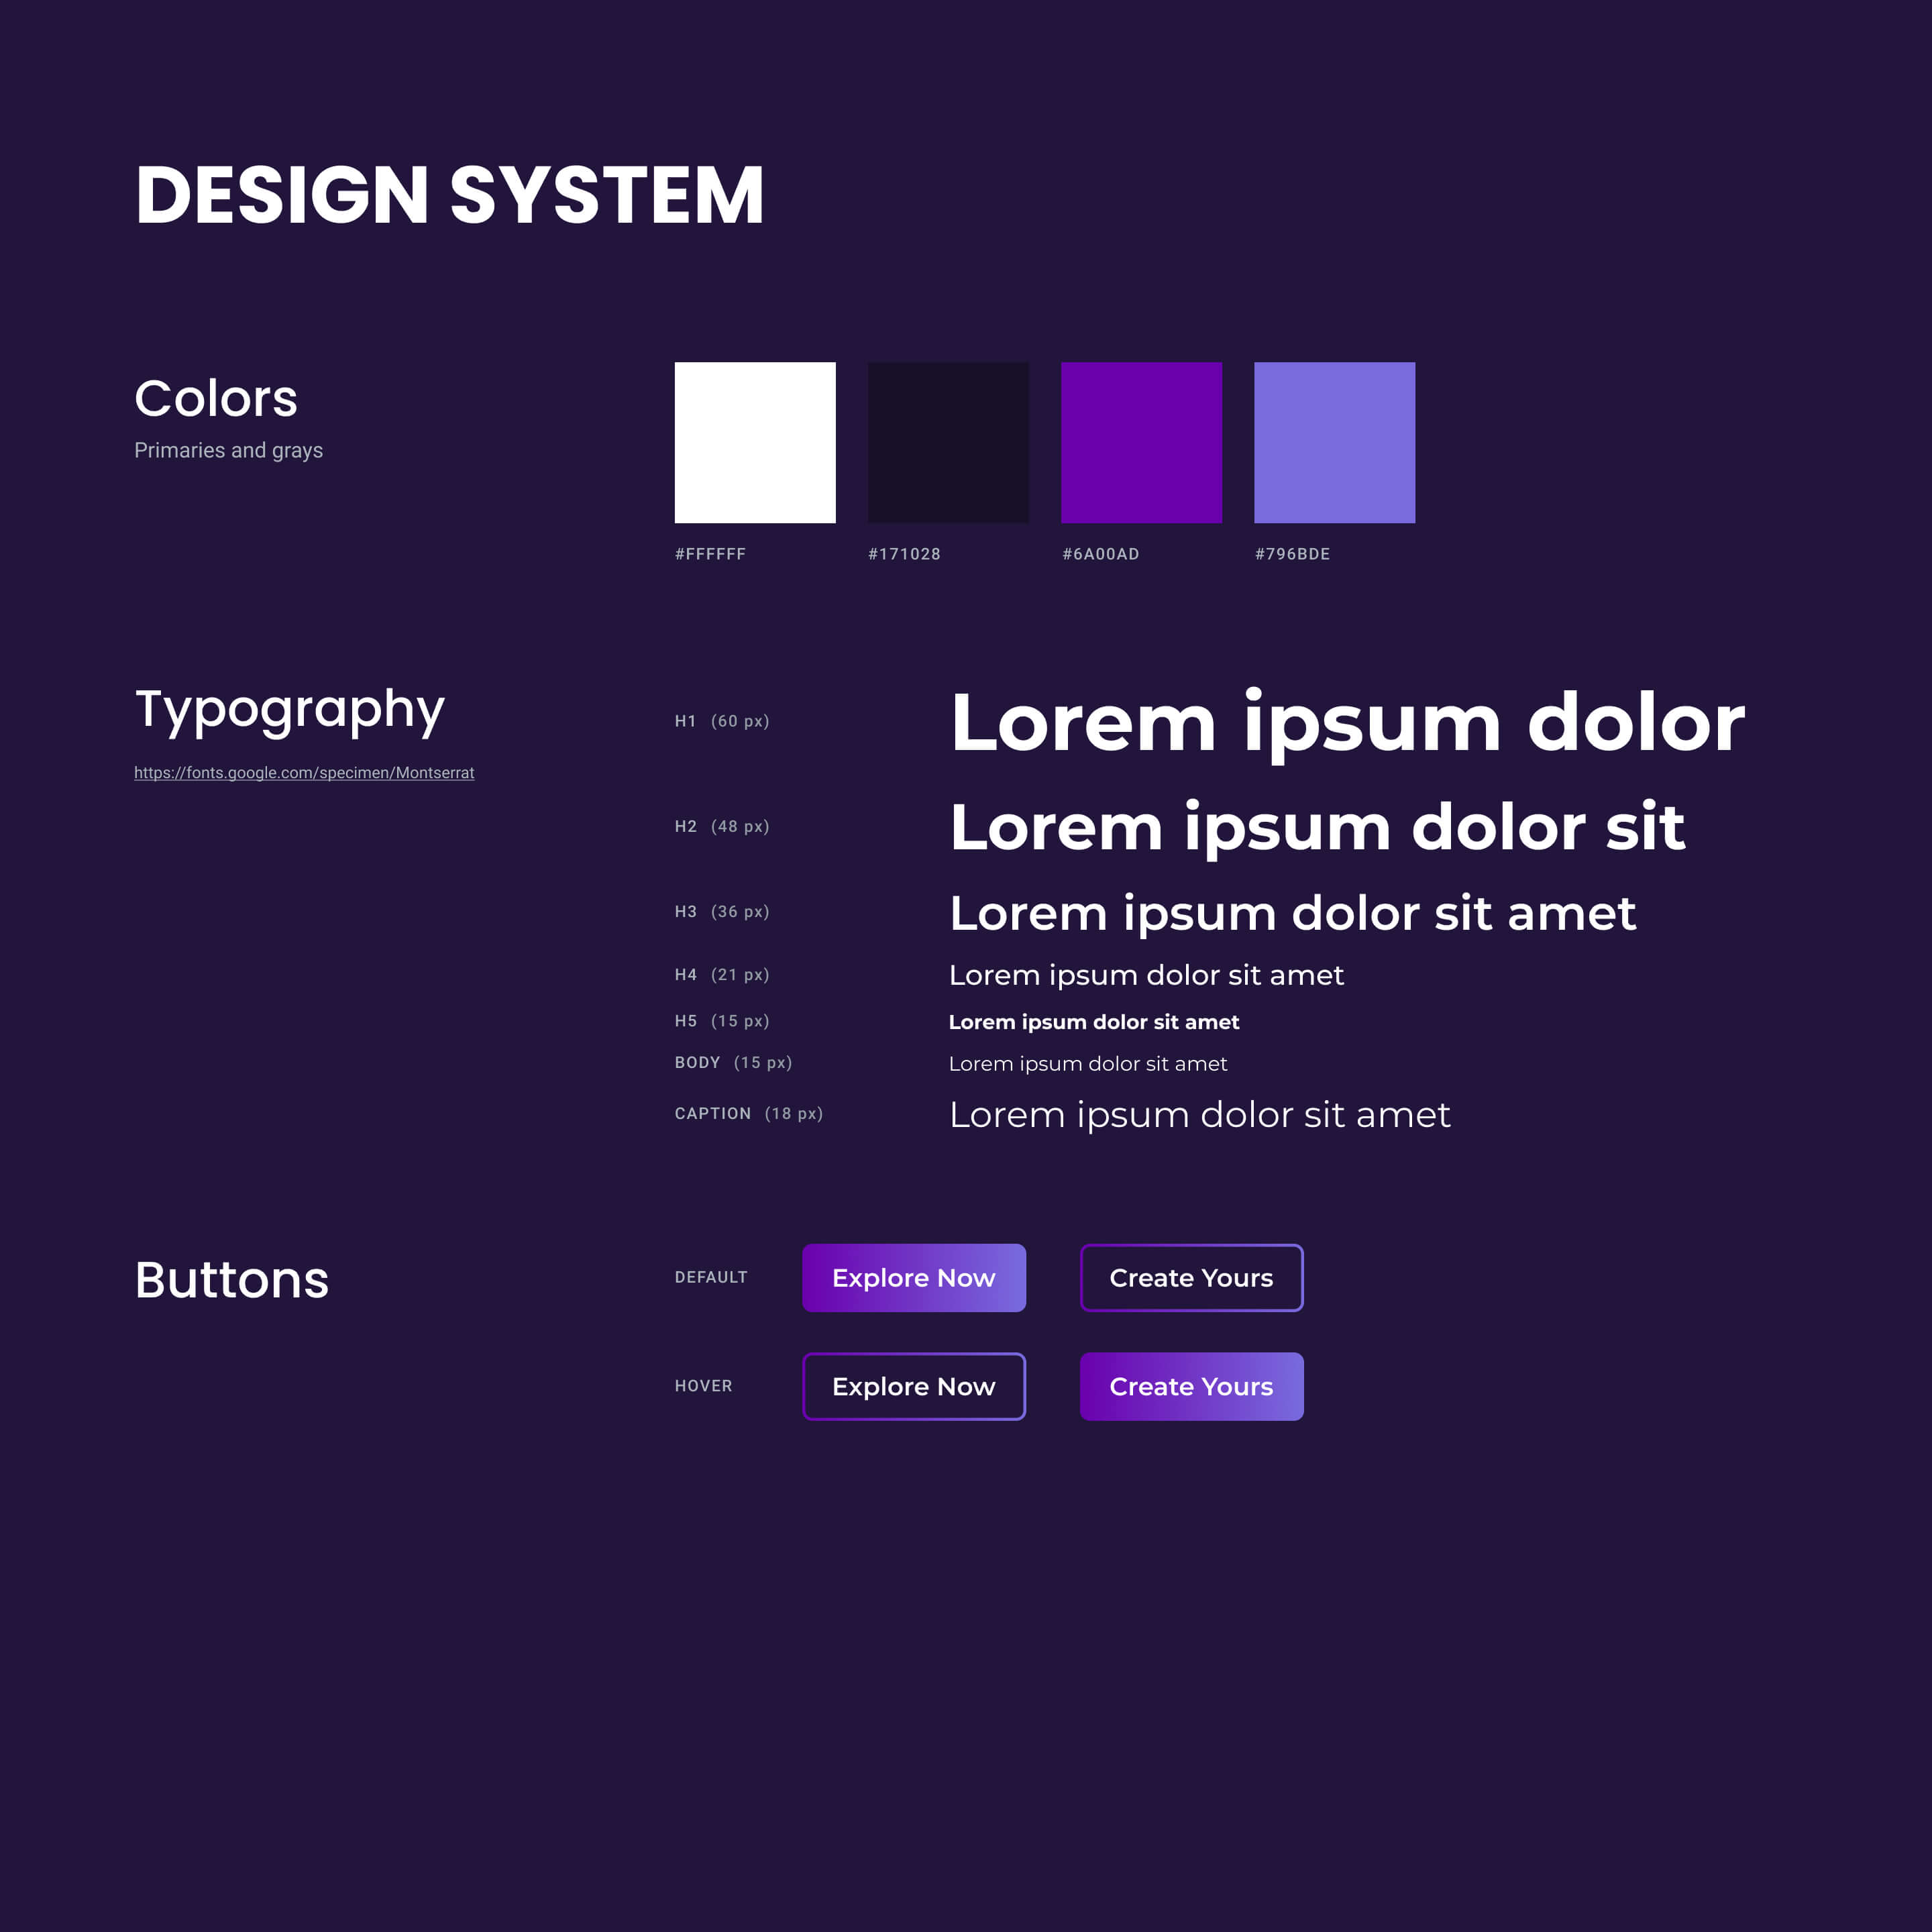 DESIGN SYSTEM
Colors
Primaries and grays
#FFFFFF #171028 #6A00AD #796BDE
Typography
https://fonts.google.com/specimen/Montserrat
H1 (60 px) Lorem ipsum dolor
H2 (48 px) Lorem ipsum dolor sit
H3 (36 px) Lorem ipsum dolor sit amet
H4 (21 px) Lorem ipsum dolor sit amet
H5 (15 px) Lorem ipsum dolor sit amet
BODY (15 px) Lorem ipsum dolor sit amet
CAPTION (18 px) Lorem ipsum dolor sit amet
Buttons
DEFAULT Explore Now Create Yours
HOVER Explore Now Create Yours